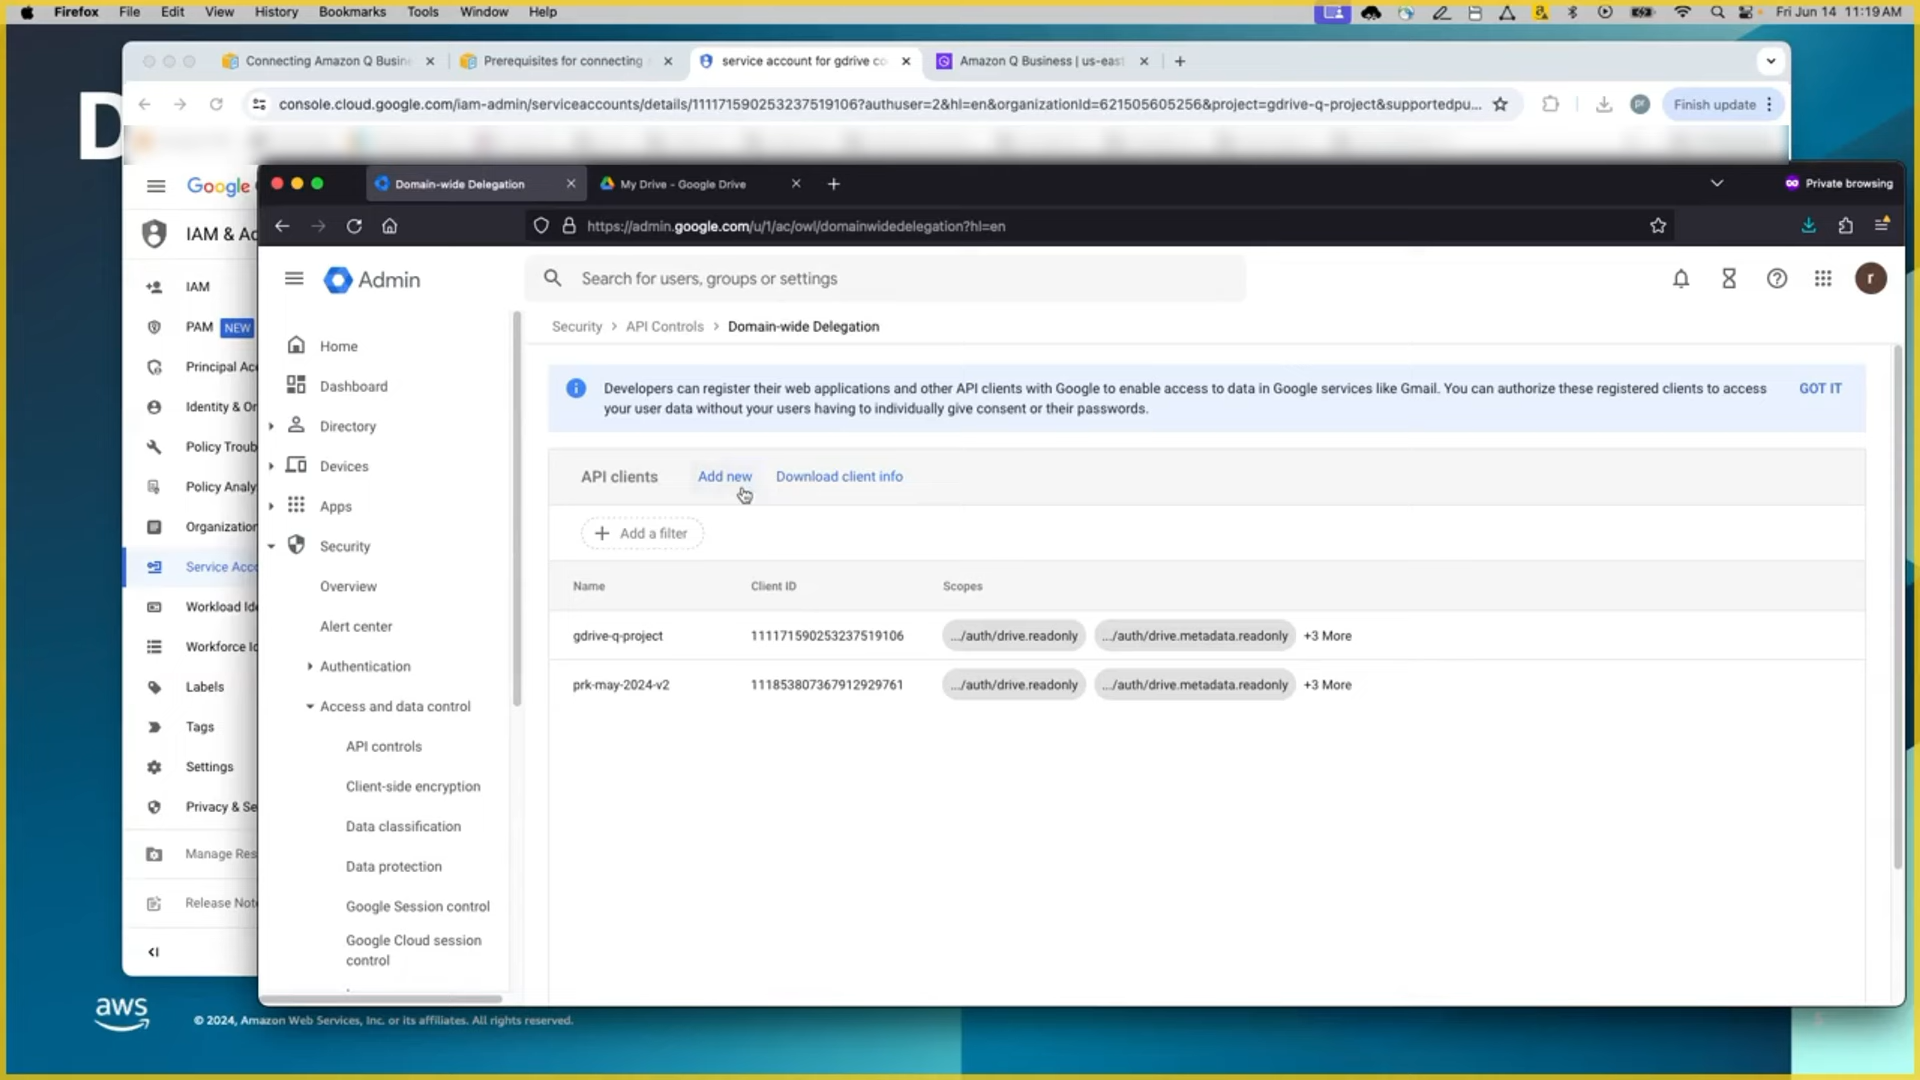 Firefox File Edit View History Bookmarks Tools Window Help
Fri Jun 14 11:19 AM
D
Connecting Amazon Q Busin
Prerequisites for connecting
service account for gdrive co
Amazon Q Business | us-east
console.cloud.google.com/iam-admin/serviceaccounts/details/111171590253237519106?authuser=2&hl=en&organizationId=621505605256&project=gdrive-q-project&supportedpu...
Finish update
Google
IAM & Ad
IAM
PAM NEW
Principal Acc
Identity & Or
Policy Troub
Policy Analy
Organization
Service Acco
Workload Ide
Workforce Id
Labels
Tags
Settings
Privacy & Se
Manage Res
Release Not
Domain-wide Delegation
My Drive - Google Drive
Private browsing
https://admin.google.com/u/1/ac/owl/domainwidedelegation?hl=en
Admin
Search for users, groups or settings
r
Home
Dashboard
Directory
Devices
Apps
Security
Overview
Alert center
Authentication
Access and data control
API controls
Client-side encryption
Data classification
Data protection
Google Session control
Google Cloud session
control
Security > API Controls > Domain-wide Delegation
Developers can register their web applications and other API clients with Google to enable access to data in Google services like Gmail. You can authorize these registered clients to access
your user data without your users having to individually give consent or their passwords.
GOT IT
API clients Add new Download client info
Add a filter
Name Client ID Scopes
gdrive-q-project 111171590253237519106 .../auth/drive.readonly .../auth/drive.metadata.readonly +3 More
prk-may-2024-v2 111853807367912929761 .../auth/drive.readonly .../auth/drive.metadata.readonly +3 More
aws
© 2024, Amazon Web Services, Inc. or its affiliates. All rights reserved.